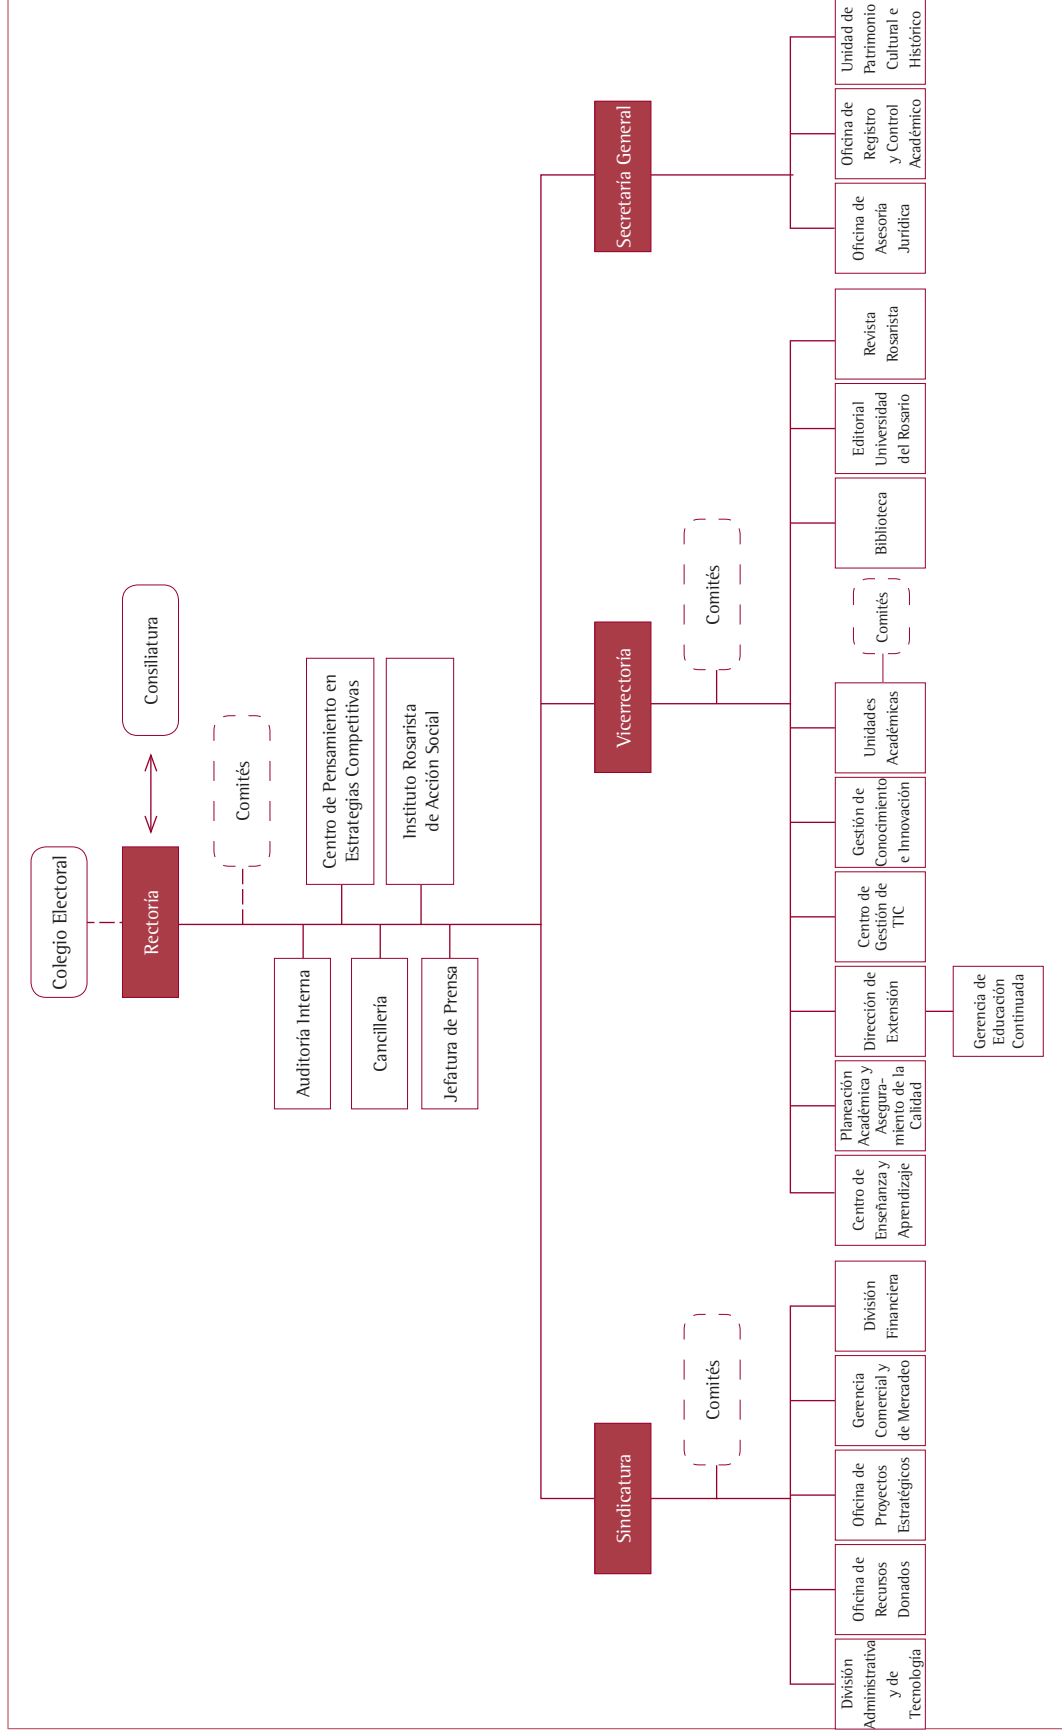 Colegio Electoral
Rectoría
Consiliatura
Comités
Auditoría Interna
Centro de Pensamiento en
Estrategias Competitivas
Cancillería
Instituto Rosarista
de Acción Social
Jefatura de Prensa
Sindicatura
Vicerrectoría
Secretaría General
Comités
Comités
División
Administrativa
y de
Tecnología
Oficina de
Recursos
Donados
Oficina de
Proyectos
Estratégicos
Gerencia
Comercial y
de Mercadeo
División
Financiera
Centro de
Enseñanza y
Aprendizaje
Planeación
Académica y
Asegura-
miento de la
Calidad
Dirección de
Extensión
Centro de
Gestión de
TIC
Gestión de
Conocimiento
e Innovación
Unidades
Académicas
Comités
Biblioteca
Editorial
Universidad
del Rosario
Revista
Rosarista
Oficina de
Asesoría
Jurídica
Oficina de
Registro
y Control
Académico
Unidad de
Patrimonio
Cultural e
Histórico
Gerencia de
Educación
Continuada